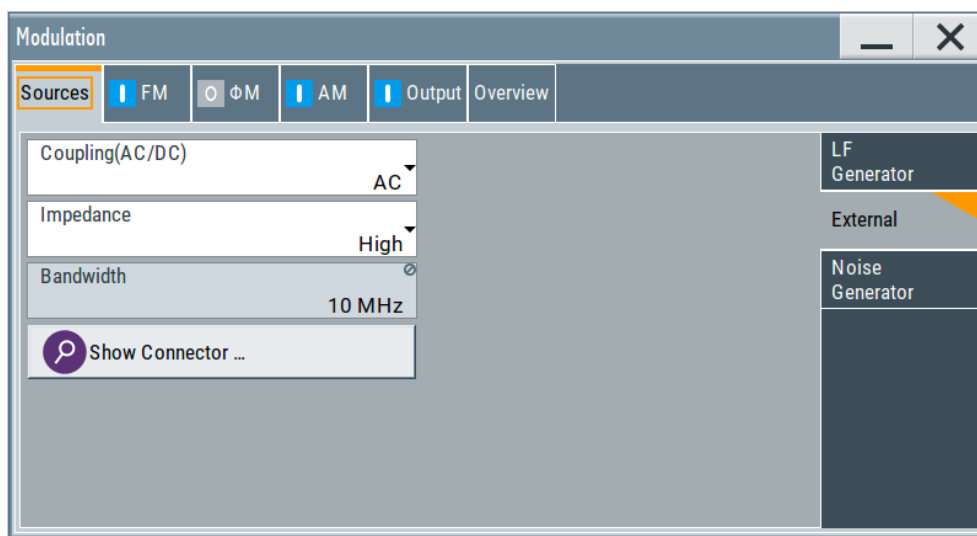 Modulation
Sources
FM
ΦM
AM
Output
Overview
Coupling(AC/DC)
AC
Impedance
High
Bandwidth
10 MHz
Show Connector …
LF
Generator
External
Noise
Generator